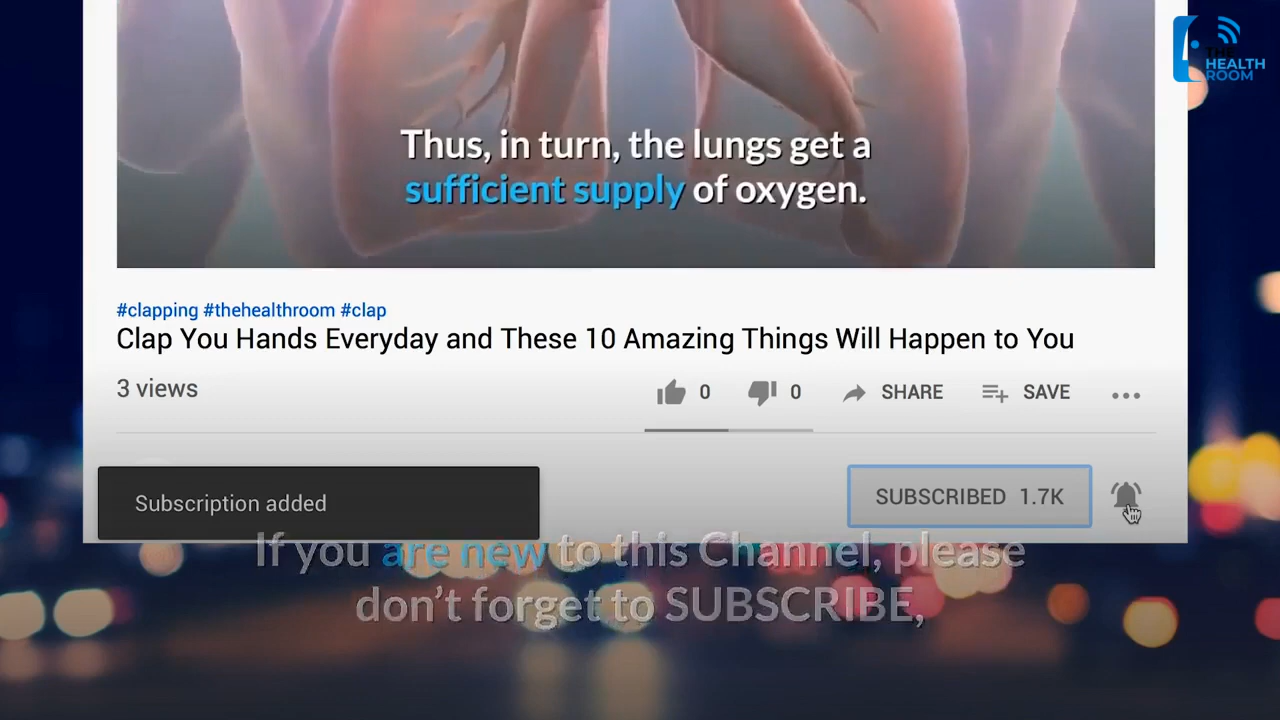 THE
HEALTH
ROOM
Thus, in turn, the lungs get a
sufficient supply of oxygen.
#clapping #thehealthroom #clap
Clap You Hands Everyday and These 10 Amazing Things Will Happen to You
3 views
0
0
SHARE
SAVE
Subscription added
SUBSCRIBED 1.7K
If you are new to this Channel, please
don't forget to SUBSCRIBE,